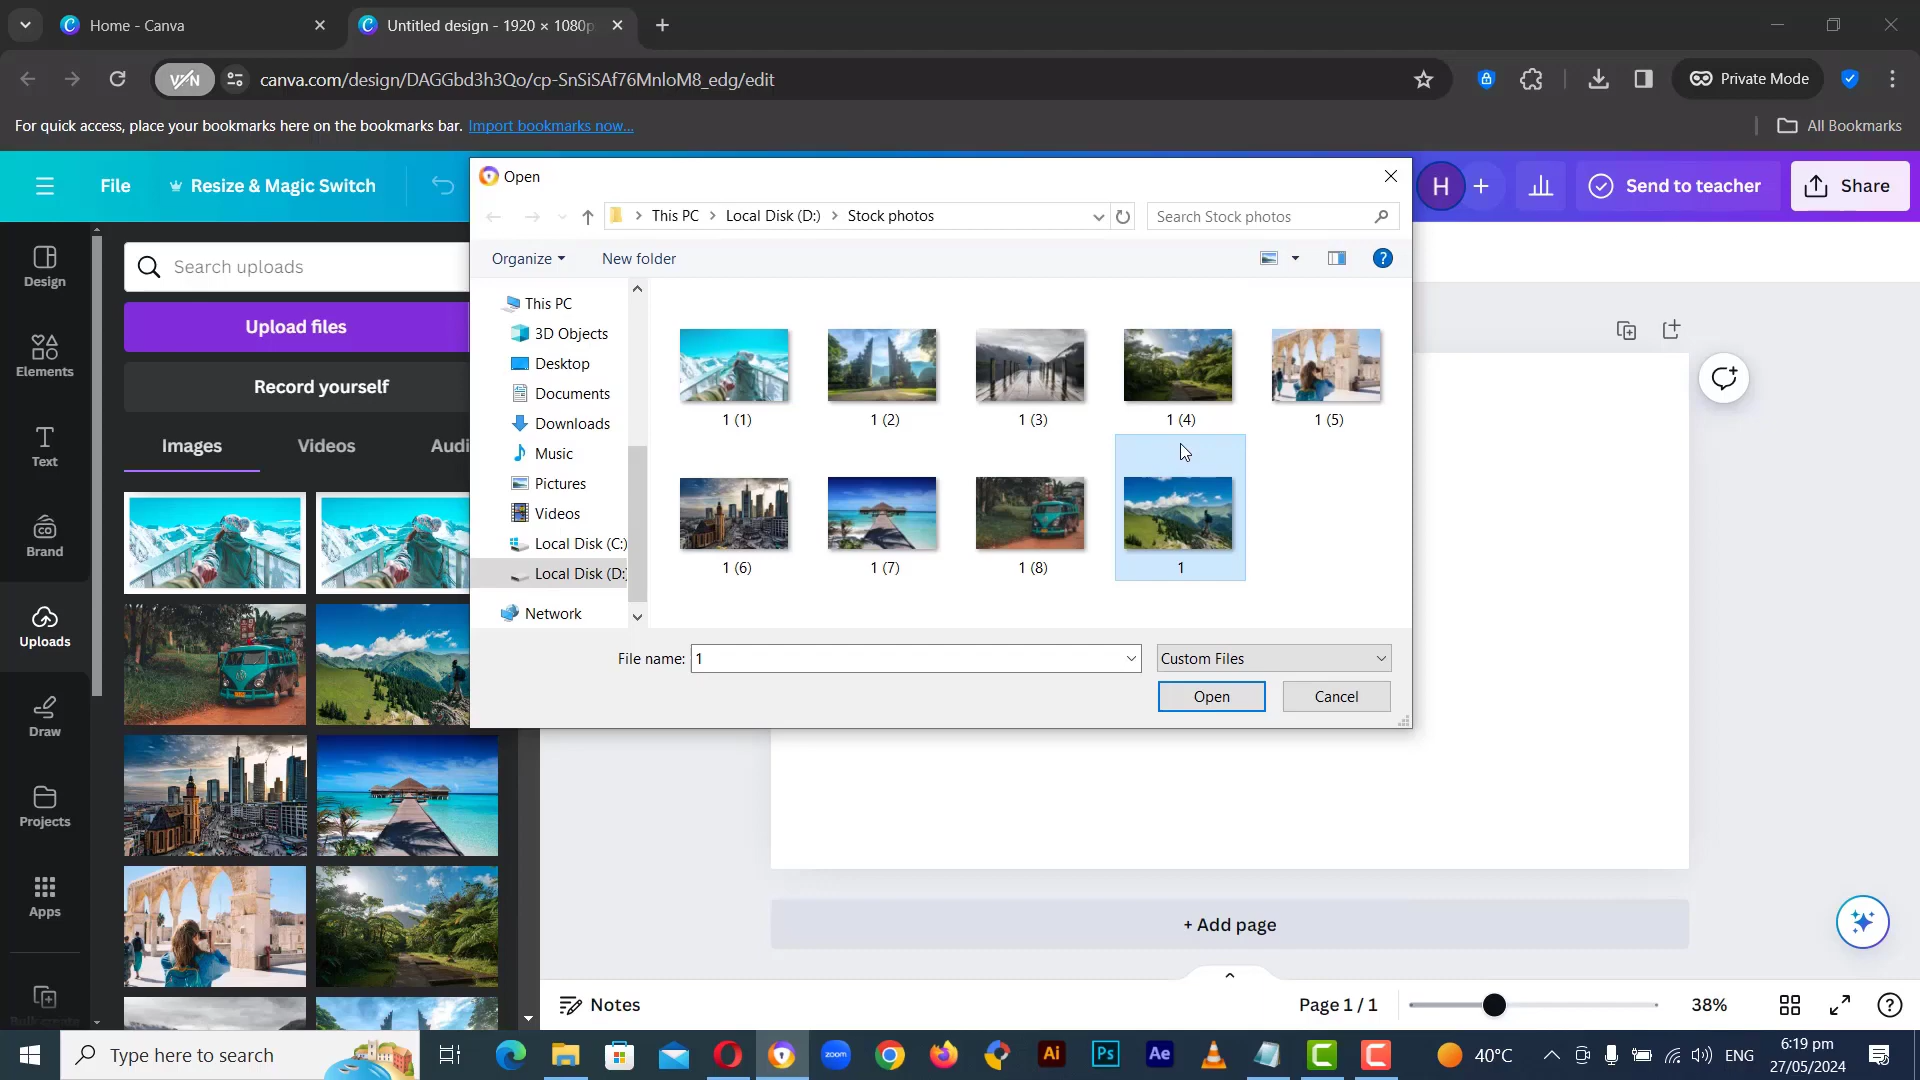 Home - Canva
Untitled design - 1920 × 1080p
VPN
canva.com/design/DAGGbd3h3Qo/cp-SnSiSAf76MnloM8_edg/edit
Private Mode
For quick access, place your bookmarks here on the bookmarks bar. Import bookmarks now...
All Bookmarks
File
Resize & Magic Switch
H
Send to teacher
Share
Open
This PC > Local Disk (D:) > Stock photos
Search Stock photos
Organize
New folder
This PC
3D Objects
Desktop
Documents
Downloads
Music
Pictures
Videos
Local Disk (C:)
Local Disk (D:)
Network
1 (1)
1 (2)
1 (3)
1 (4)
1 (5)
1 (6)
1 (7)
1 (8)
1
File name: 1
Custom Files
Open
Cancel
Design
Elements
Text
Brand
Uploads
Draw
Projects
Apps
Search uploads
Upload files
Record yourself
Images
Videos
Audi
+ Add page
Notes
Page 1 / 1
38%
Type here to search
zoom
Ai
Ps
Ae
40°C
ENG
6:19 pm
27/05/2024